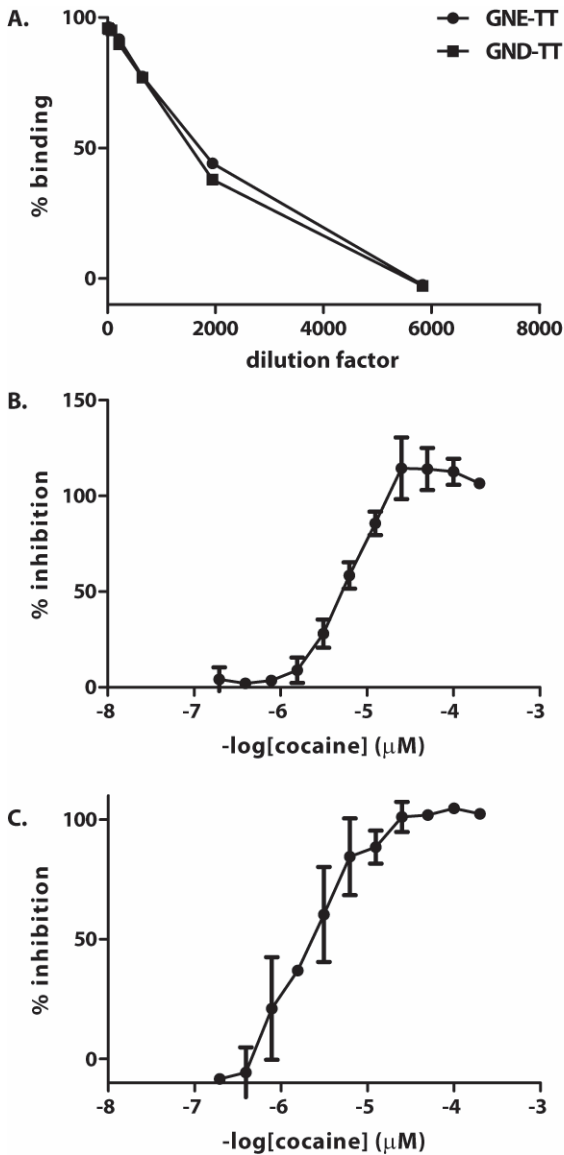 A.
GNE-TT
GND-TT
100
50
0
% binding
0 2000 4000 6000 8000
dilution factor
B.
150
100
50
0
% inhibition
-8 -7 -6 -5 -4 -3
-log[cocaine] (μM)
C.
100
50
0
% inhibition
-8 -7 -6 -5 -4 -3
-log[cocaine] (μM)